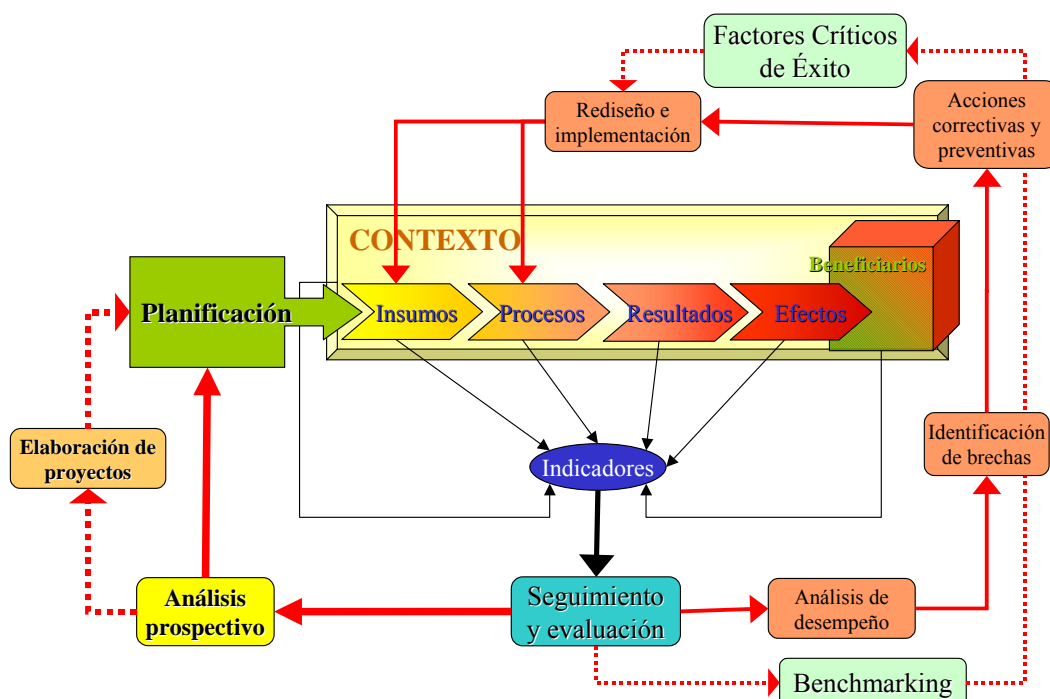 Factores Críticos
de Éxito
Rediseño e
implementación
Acciones
correctivas y
preventivas
CONTEXTO
Beneficiarios
Planificación
Insumos
Procesos
Resultados
Efectos
Elaboración de
proyectos
Identificación
de brechas
Indicadores
Análisis
prospectivo
Seguimiento
y evaluación
Análisis de
desempeño
Benchmarking